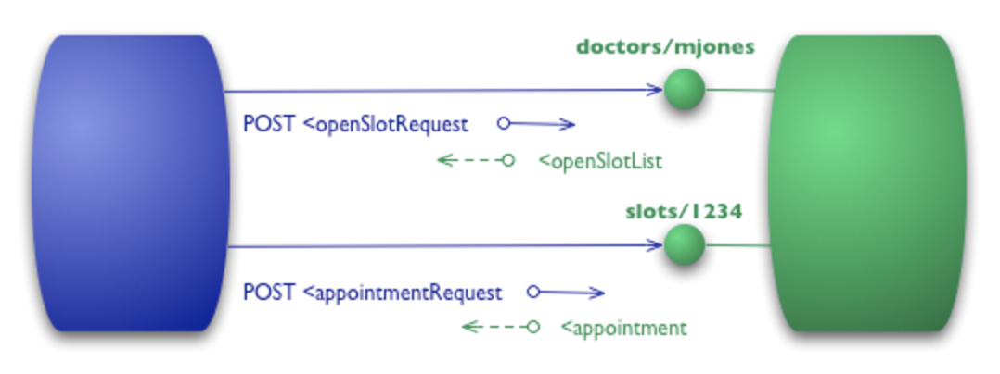 doctors/mjones
POST <openSlotRequest
<openSlotList
slots/1234
POST <appointmentRequest
<appointment